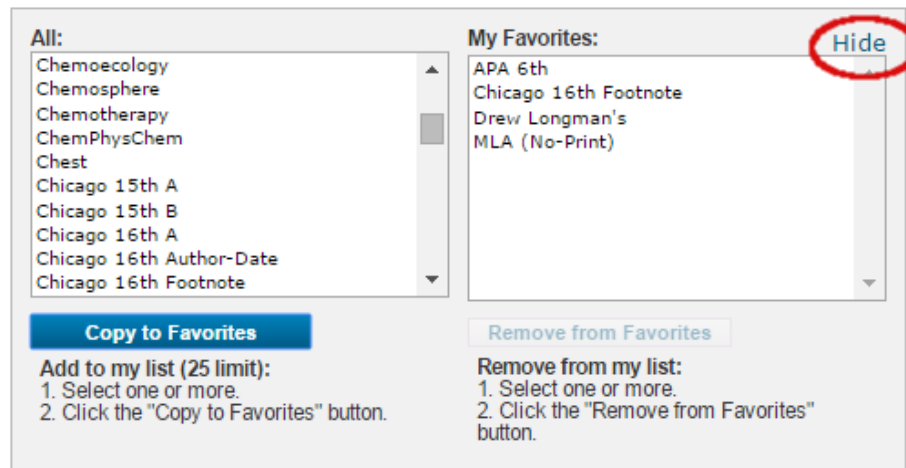 All:
Chemoecology
Chemosphere
Chemotherapy
ChemPhysChem
Chest
Chicago 15th A
Chicago 15th B
Chicago 16th A
Chicago 16th Author-Date
Chicago 16th Footnote
Copy to Favorites
Add to my list (25 limit):
1. Select one or more.
2. Click the "Copy to Favorites" button.
My Favorites:
Hide
APA 6th
Chicago 16th Footnote
Drew Longman's
MLA (No-Print)
Remove from Favorites
Remove from my list:
1. Select one or more.
2. Click the "Remove from Favorites"
button.